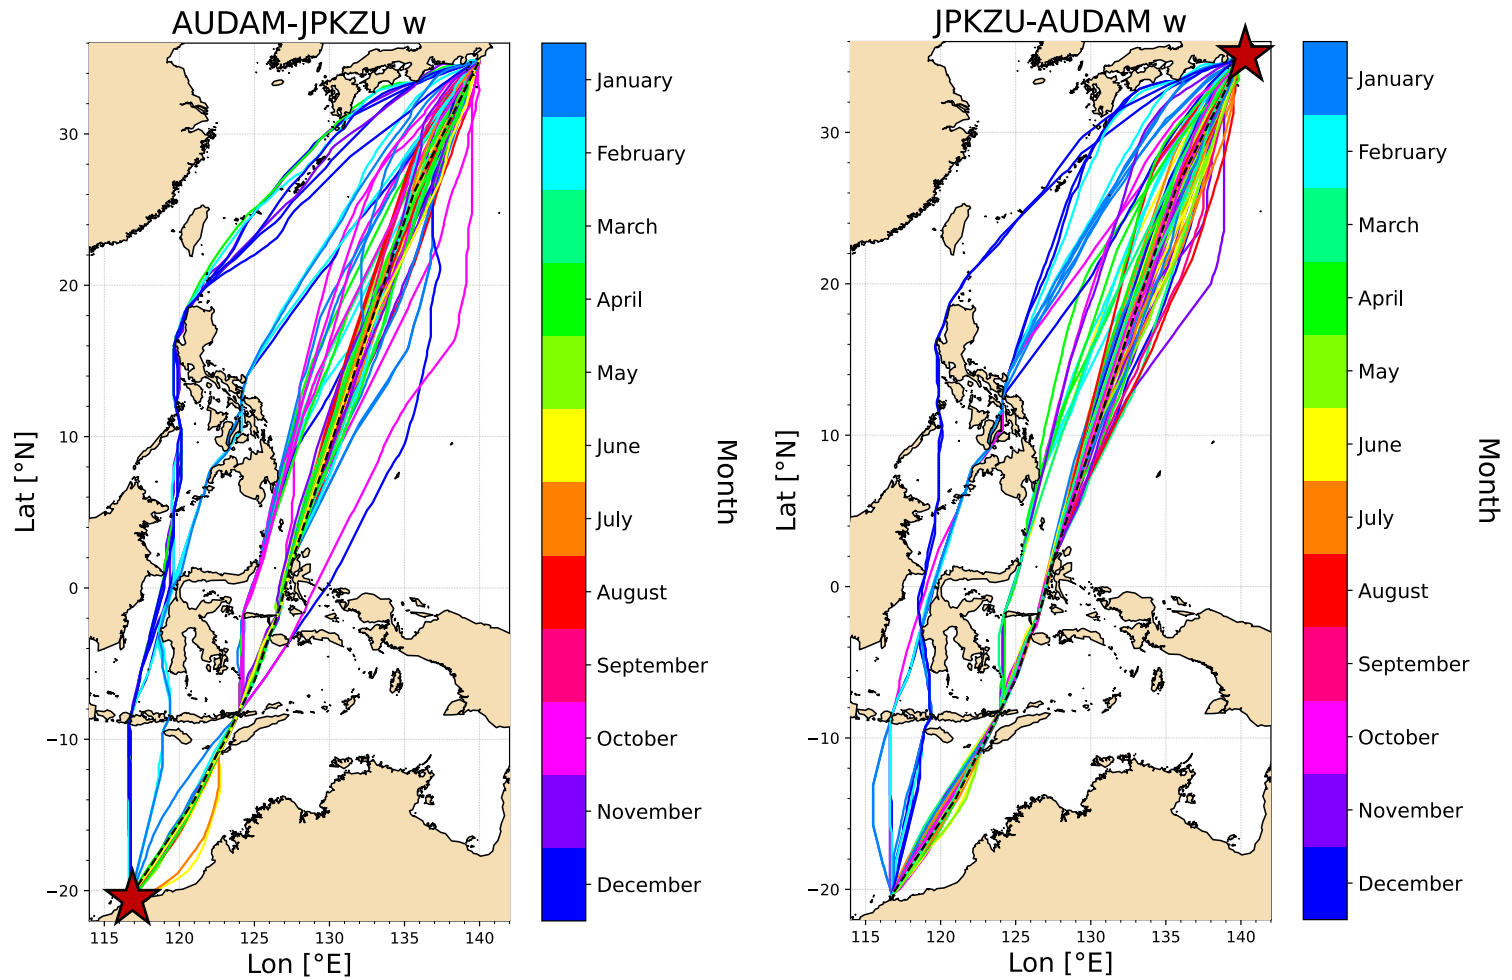 AUDAM-JPKZU w
30
20
10
0
−10
−20
115
120
125
130
135
140
Lat [°N]
Lon [°E]
January
February
March
April
May
June
July
August
September
October
November
December
Month
JPKZU-AUDAM w
30
20
10
0
−10
−20
115
120
125
130
135
140
Lat [°N]
Lon [°E]
January
February
March
April
May
June
July
August
September
October
November
December
Month